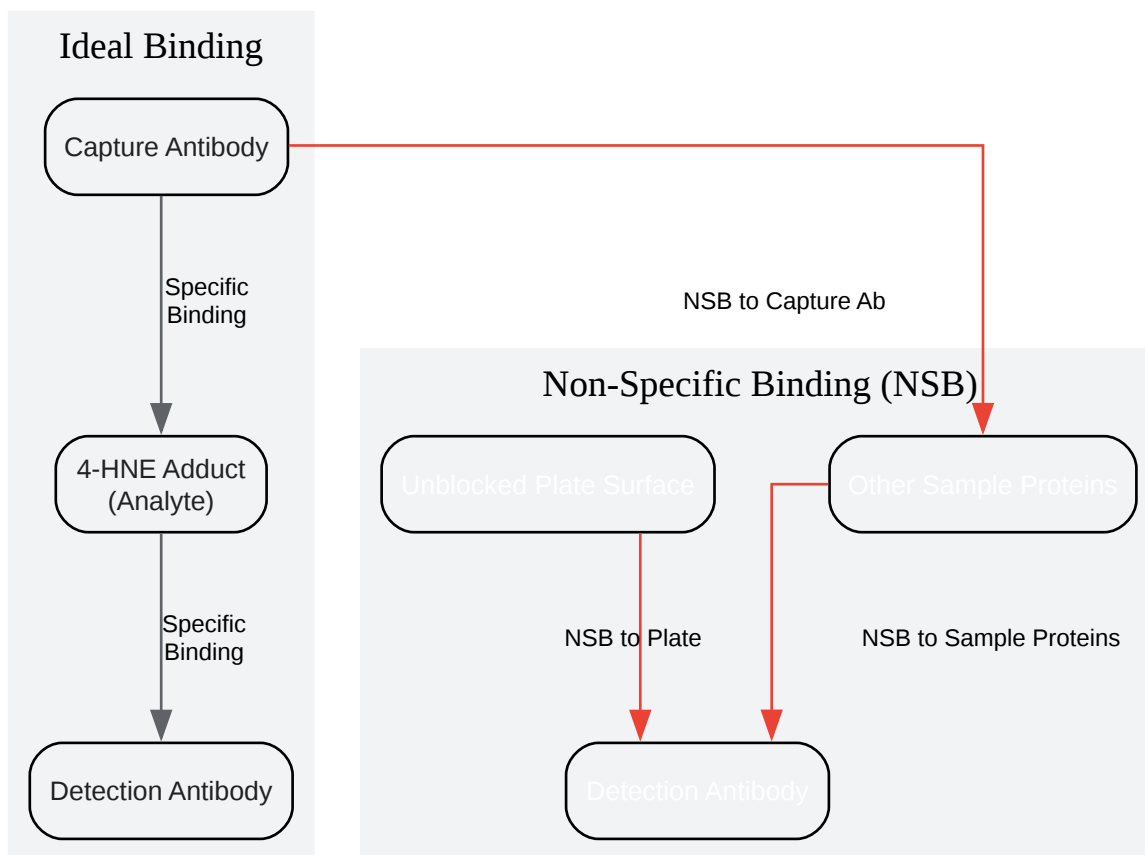 Ideal Binding
Capture Antibody
Specific
Binding
NSB to Capture Ab
Non-Specific Binding (NSB)
4-HNE Adduct
(Analyte)
Unblocked Plate Surface
Other Sample Proteins
Specific
Binding
NSB to Plate
NSB to Sample Proteins
Detection Antibody
Detection Antibody